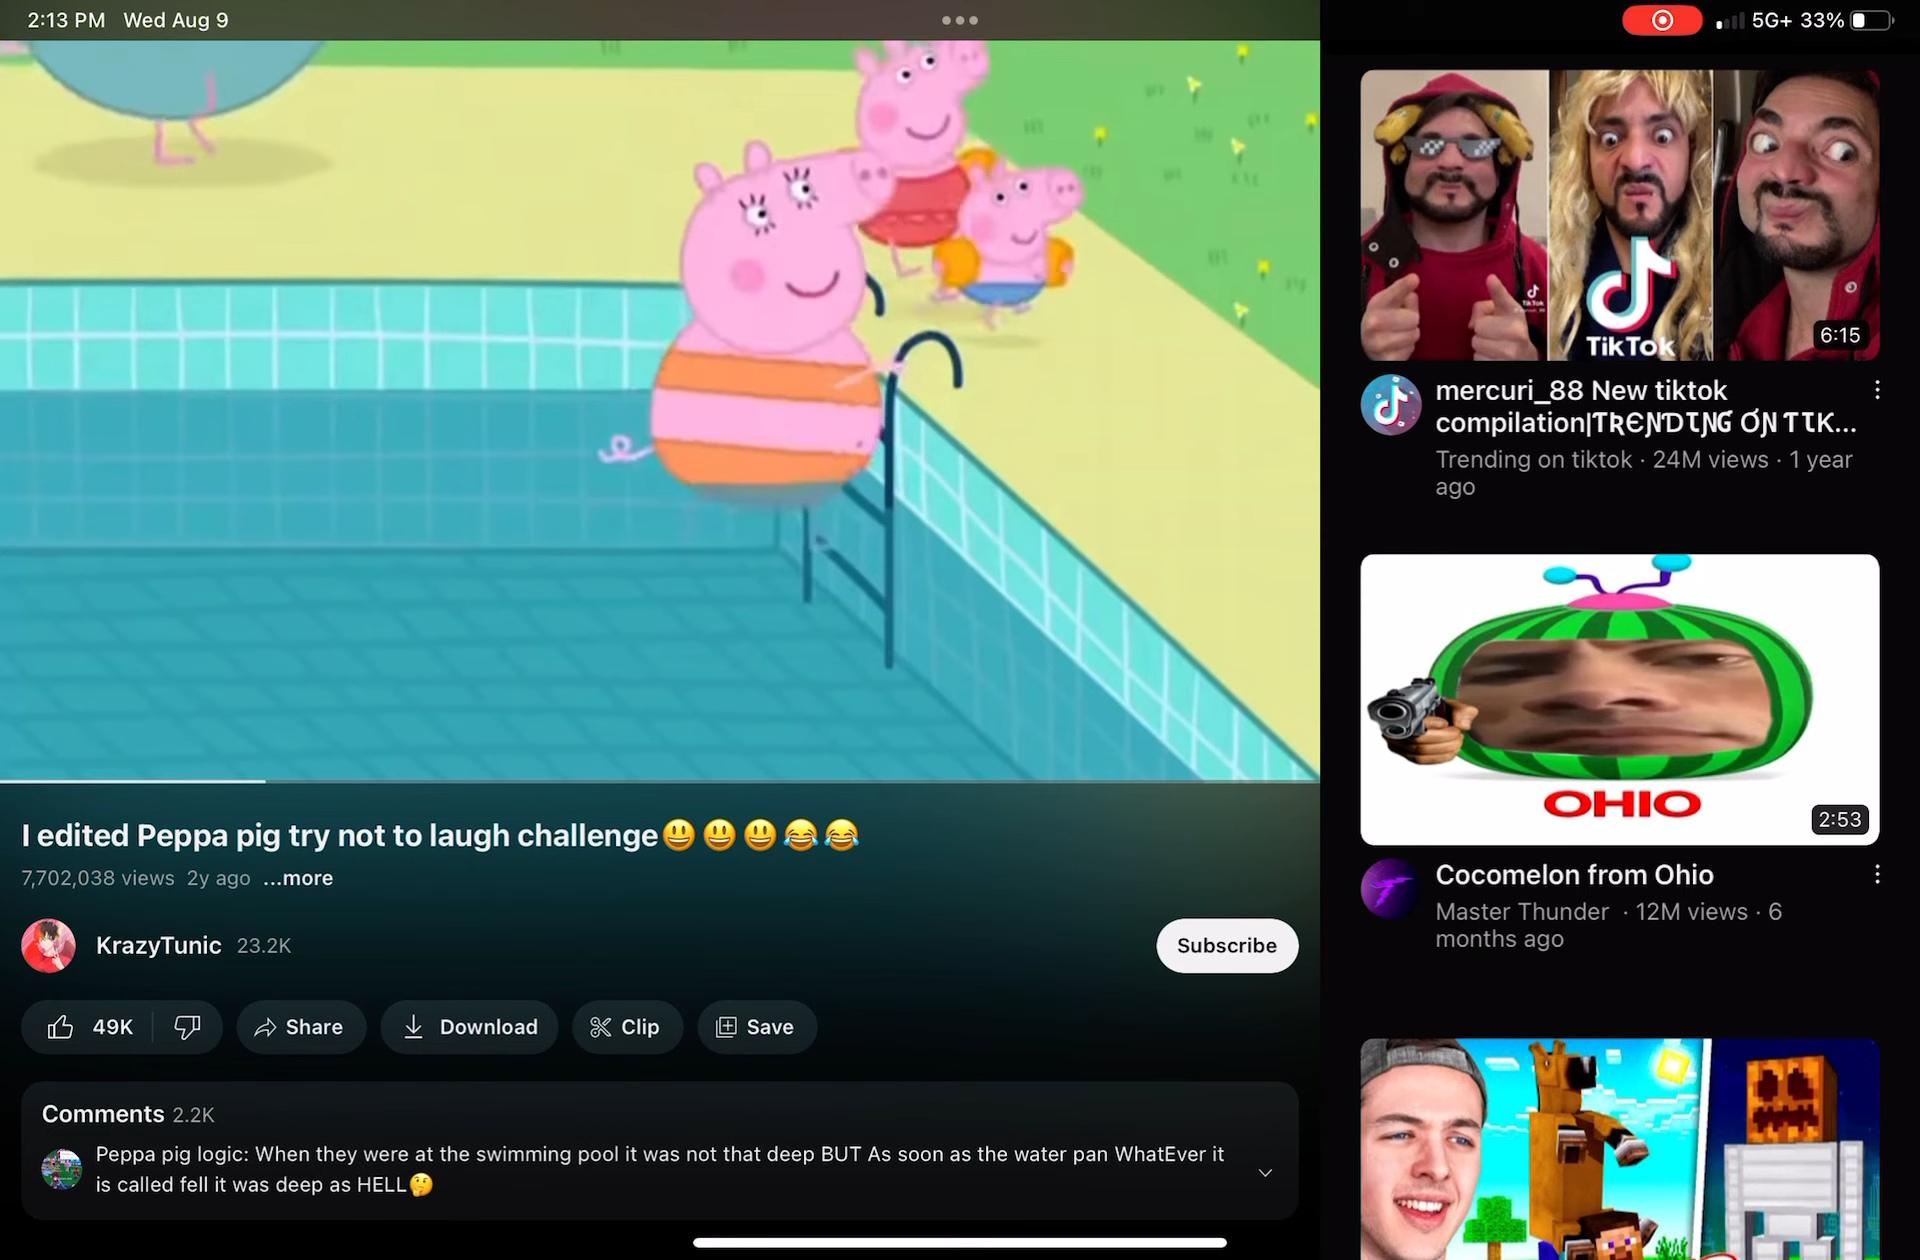 2:13 PM Wed Aug 9
5G+ 33%
TikTok
6:15
mercuri_88 New tiktok
compilation|ƬƦЄƝƊƖƝƓ ƠƝ ƬƖK...
Trending on tiktok · 24M views · 1 year
ago
OHIO
2:53
Cocomelon from Ohio
Master Thunder · 12M views · 6
months ago
I edited Peppa pig try not to laugh challenge😃😃😃😂😂
7,702,038 views 2y ago ...more
KrazyTunic 23.2K
Subscribe
49K
Share
Download
Clip
Save
Comments 2.2K
Peppa pig logic: When they were at the swimming pool it was not that deep BUT As soon as the water pan WhatEver it
is called fell it was deep as HELL🤔